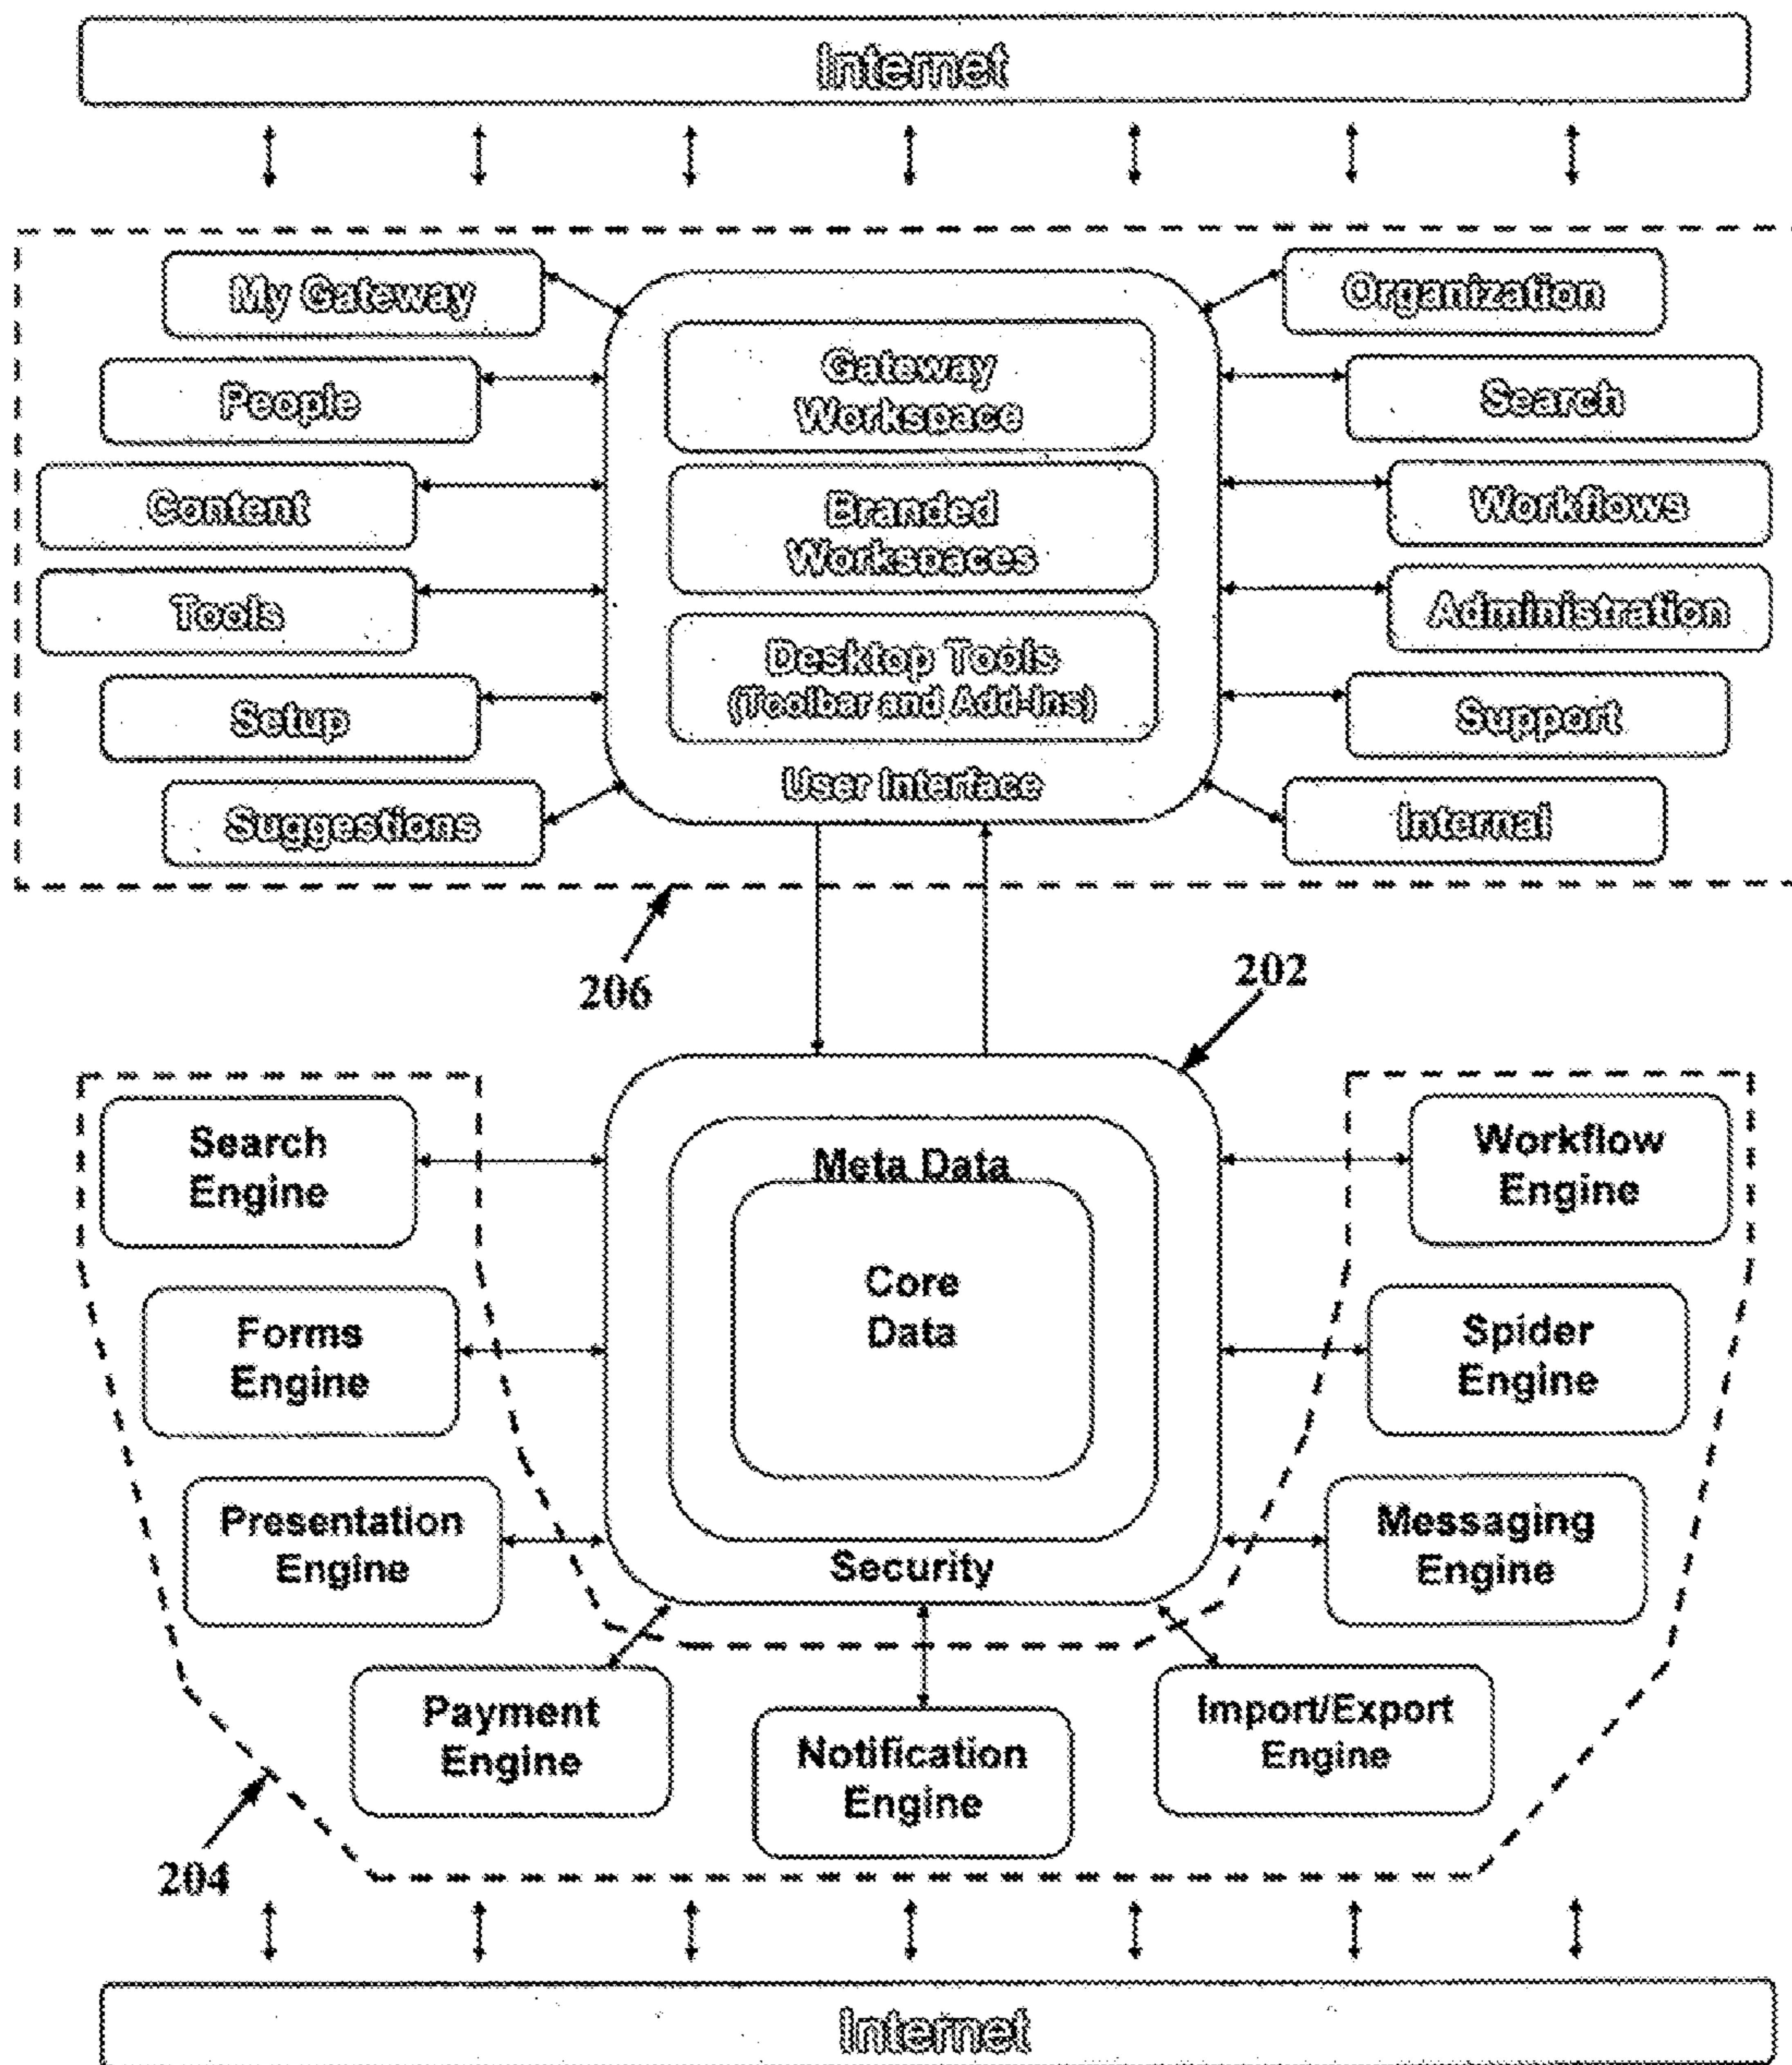 Internet
My Gateway
Organization
Gateway
Workspace
People
Search
Content
Branded
Workspaces
Workflows
Tools
Administration
Desktop Tools
(Toolbar and Add-Ins)
Setup
Support
User Interface
Suggestions
Internal
206
202
Search
Engine
Meta Data
Workflow
Engine
Core
Data
Forms
Engine
Spider
Engine
Presentation
Engine
Messaging
Engine
Security
Payment
Engine
Notification
Engine
Import/Export
Engine
204
Internet